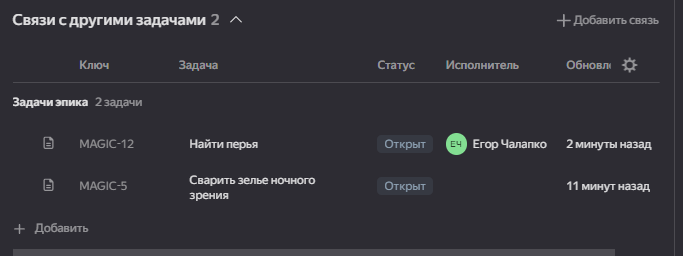 Связи с другими задачами 2
Добавить связь
Ключ Задача Статус Исполнитель Обновле
Задачи эпика 2 задачи
MAGIC-12 Найти перья Открыт ЕЧ Егор Чалапко 2 минуты назад
MAGIC-5 Сварить зелье ночного зрения Открыт 11 минут назад
+ Добавить